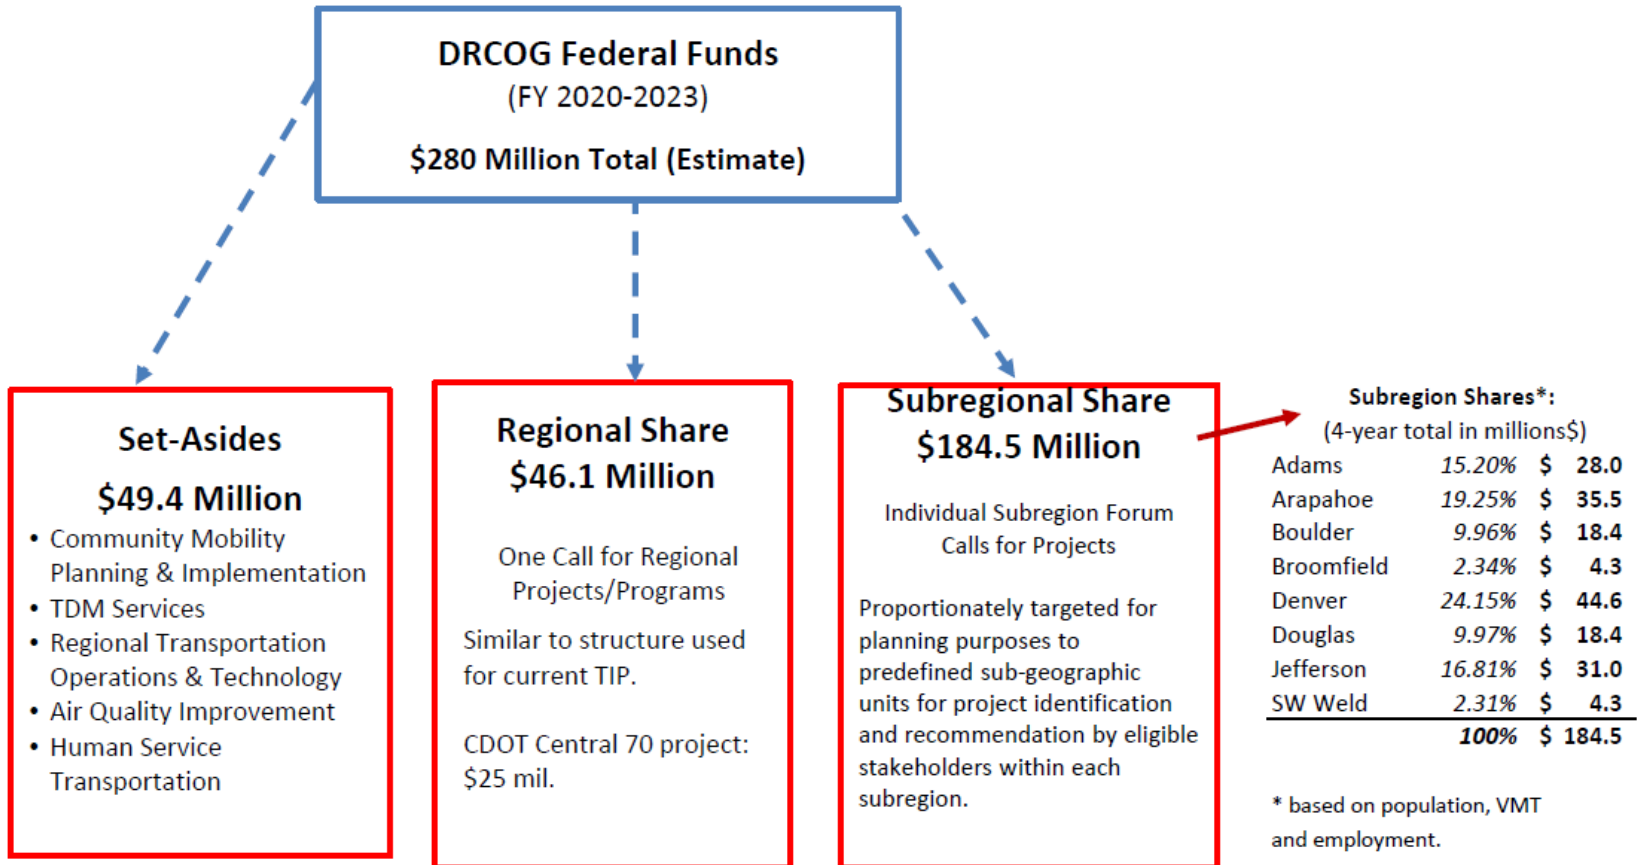 DRCOG Federal Funds
(FY 2020-2023)
$280 Million Total (Estimate)
Set-Asides
$49.4 Million
• Community Mobility
Planning & Implementation
• TDM Services
• Regional Transportation
Operations & Technology
• Air Quality Improvement
• Human Service
Transportation
Regional Share
$46.1 Million
One Call for Regional
Projects/Programs
Similar to structure used
for current TIP.
CDOT Central 70 project:
$25 mil.
Subregional Share
$184.5 Million
Individual Subregion Forum
Calls for Projects
Proportionately targeted for
planning purposes to
predefined sub-geographic
units for project identification
and recommendation by eligible
stakeholders within each
subregion.
Subregion Shares*:
(4-year total in millions$)
Adams 15.20% $ 28.0
Arapahoe 19.25% $ 35.5
Boulder 9.96% $ 18.4
Broomfield 2.34% $ 4.3
Denver 24.15% $ 44.6
Douglas 9.97% $ 18.4
Jefferson 16.81% $ 31.0
SW Weld 2.31% $ 4.3
100% $ 184.5
* based on population, VMT
and employment.